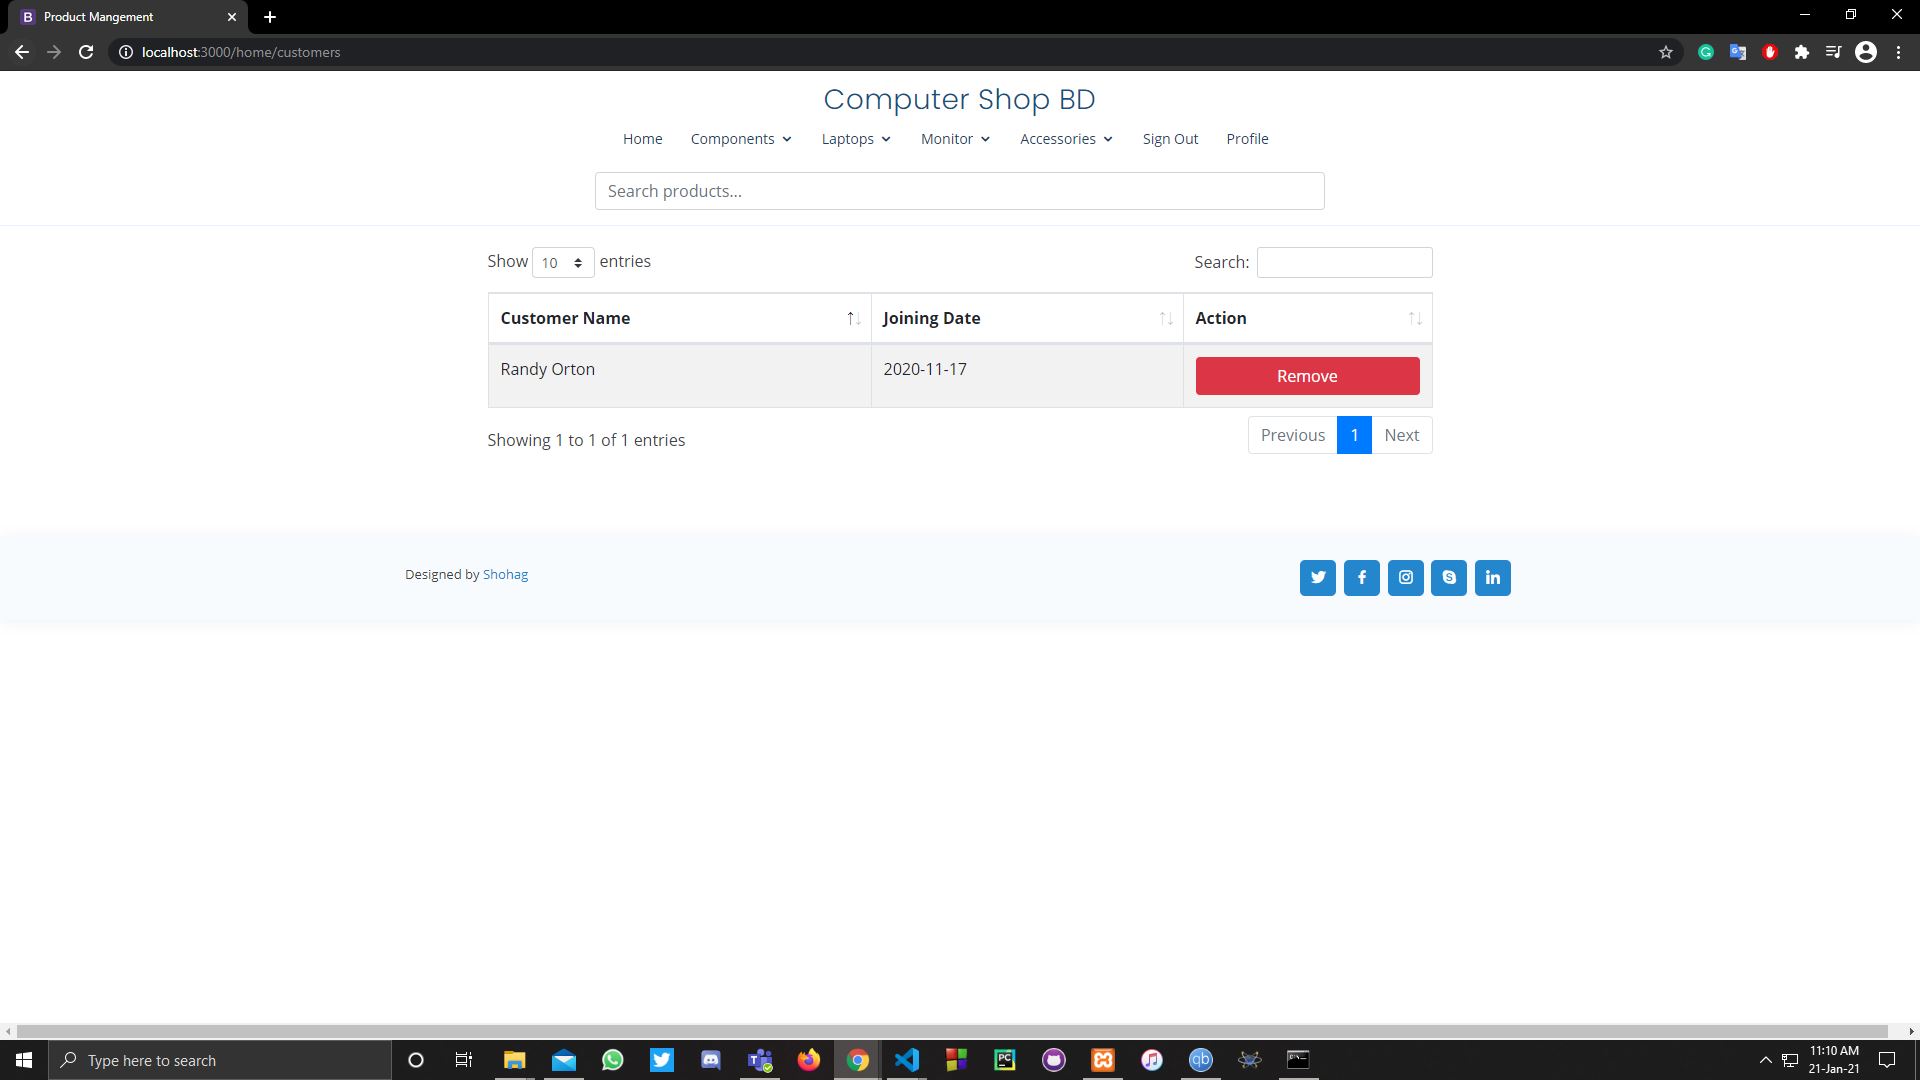 Product Mangement
localhost:3000/home/customers
Computer Shop BD
Home Components Laptops Monitor Accessories Sign Out Profile
Search products...
Show 10 entries Search:
Customer Name Joining Date Action
Randy Orton 2020-11-17 Remove
Showing 1 to 1 of 1 entries Previous 1 Next
Designed by Shohag
Type here to search
11:10 AM
21-Jan-21